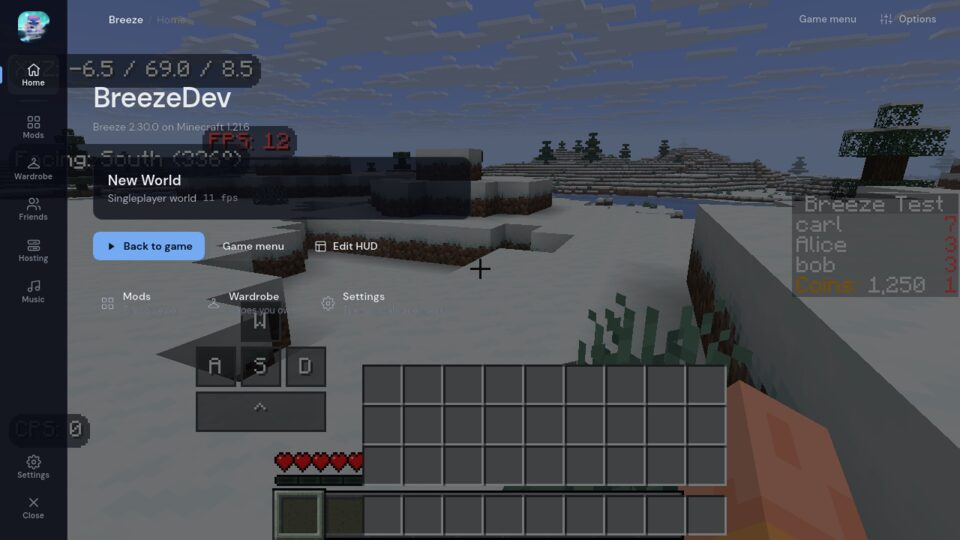 Breeze / Home
Game menu
Options
XYZ: -6.5 / 69.0 / 8.5
Home
BreezeDev
Breeze 2.30.0 on Minecraft 1.21.6
Mods
FPS: 12
Facing: South
Wardrobe
New World
Singleplayer world 11 fps
Friends
Breeze Test
carl
Alice 3
bob 3
Coins: 1,250 1
Back to game
Game menu
Edit HUD
Hosting
Music
Mods
Wardrobe
Settings
W
A S D
^
CPS: 0
Settings
Close